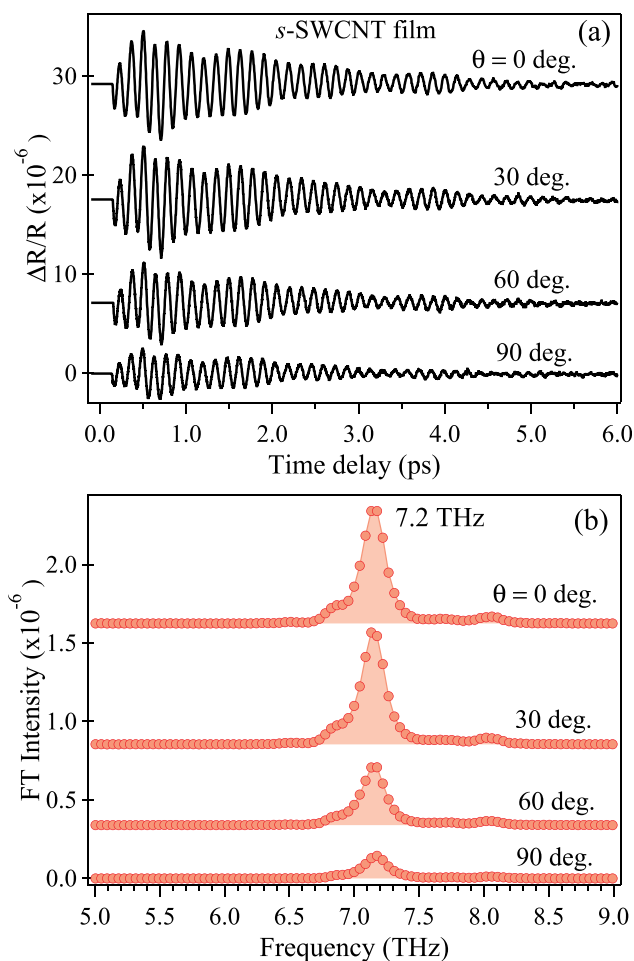 s-SWCNT film
(a)
θ = 0 deg.
30 deg.
60 deg.
90 deg.
30
20
10
0
ΔR/R (x10⁻⁶)
0.0 1.0 2.0 3.0 4.0 5.0 6.0
Time delay (ps)
7.2 THz
(b)
θ = 0 deg.
30 deg.
60 deg.
90 deg.
2.0
1.5
1.0
0.5
0.0
FT Intensity (x10⁻⁶)
5.0 5.5 6.0 6.5 7.0 7.5 8.0 8.5 9.0
Frequency (THz)